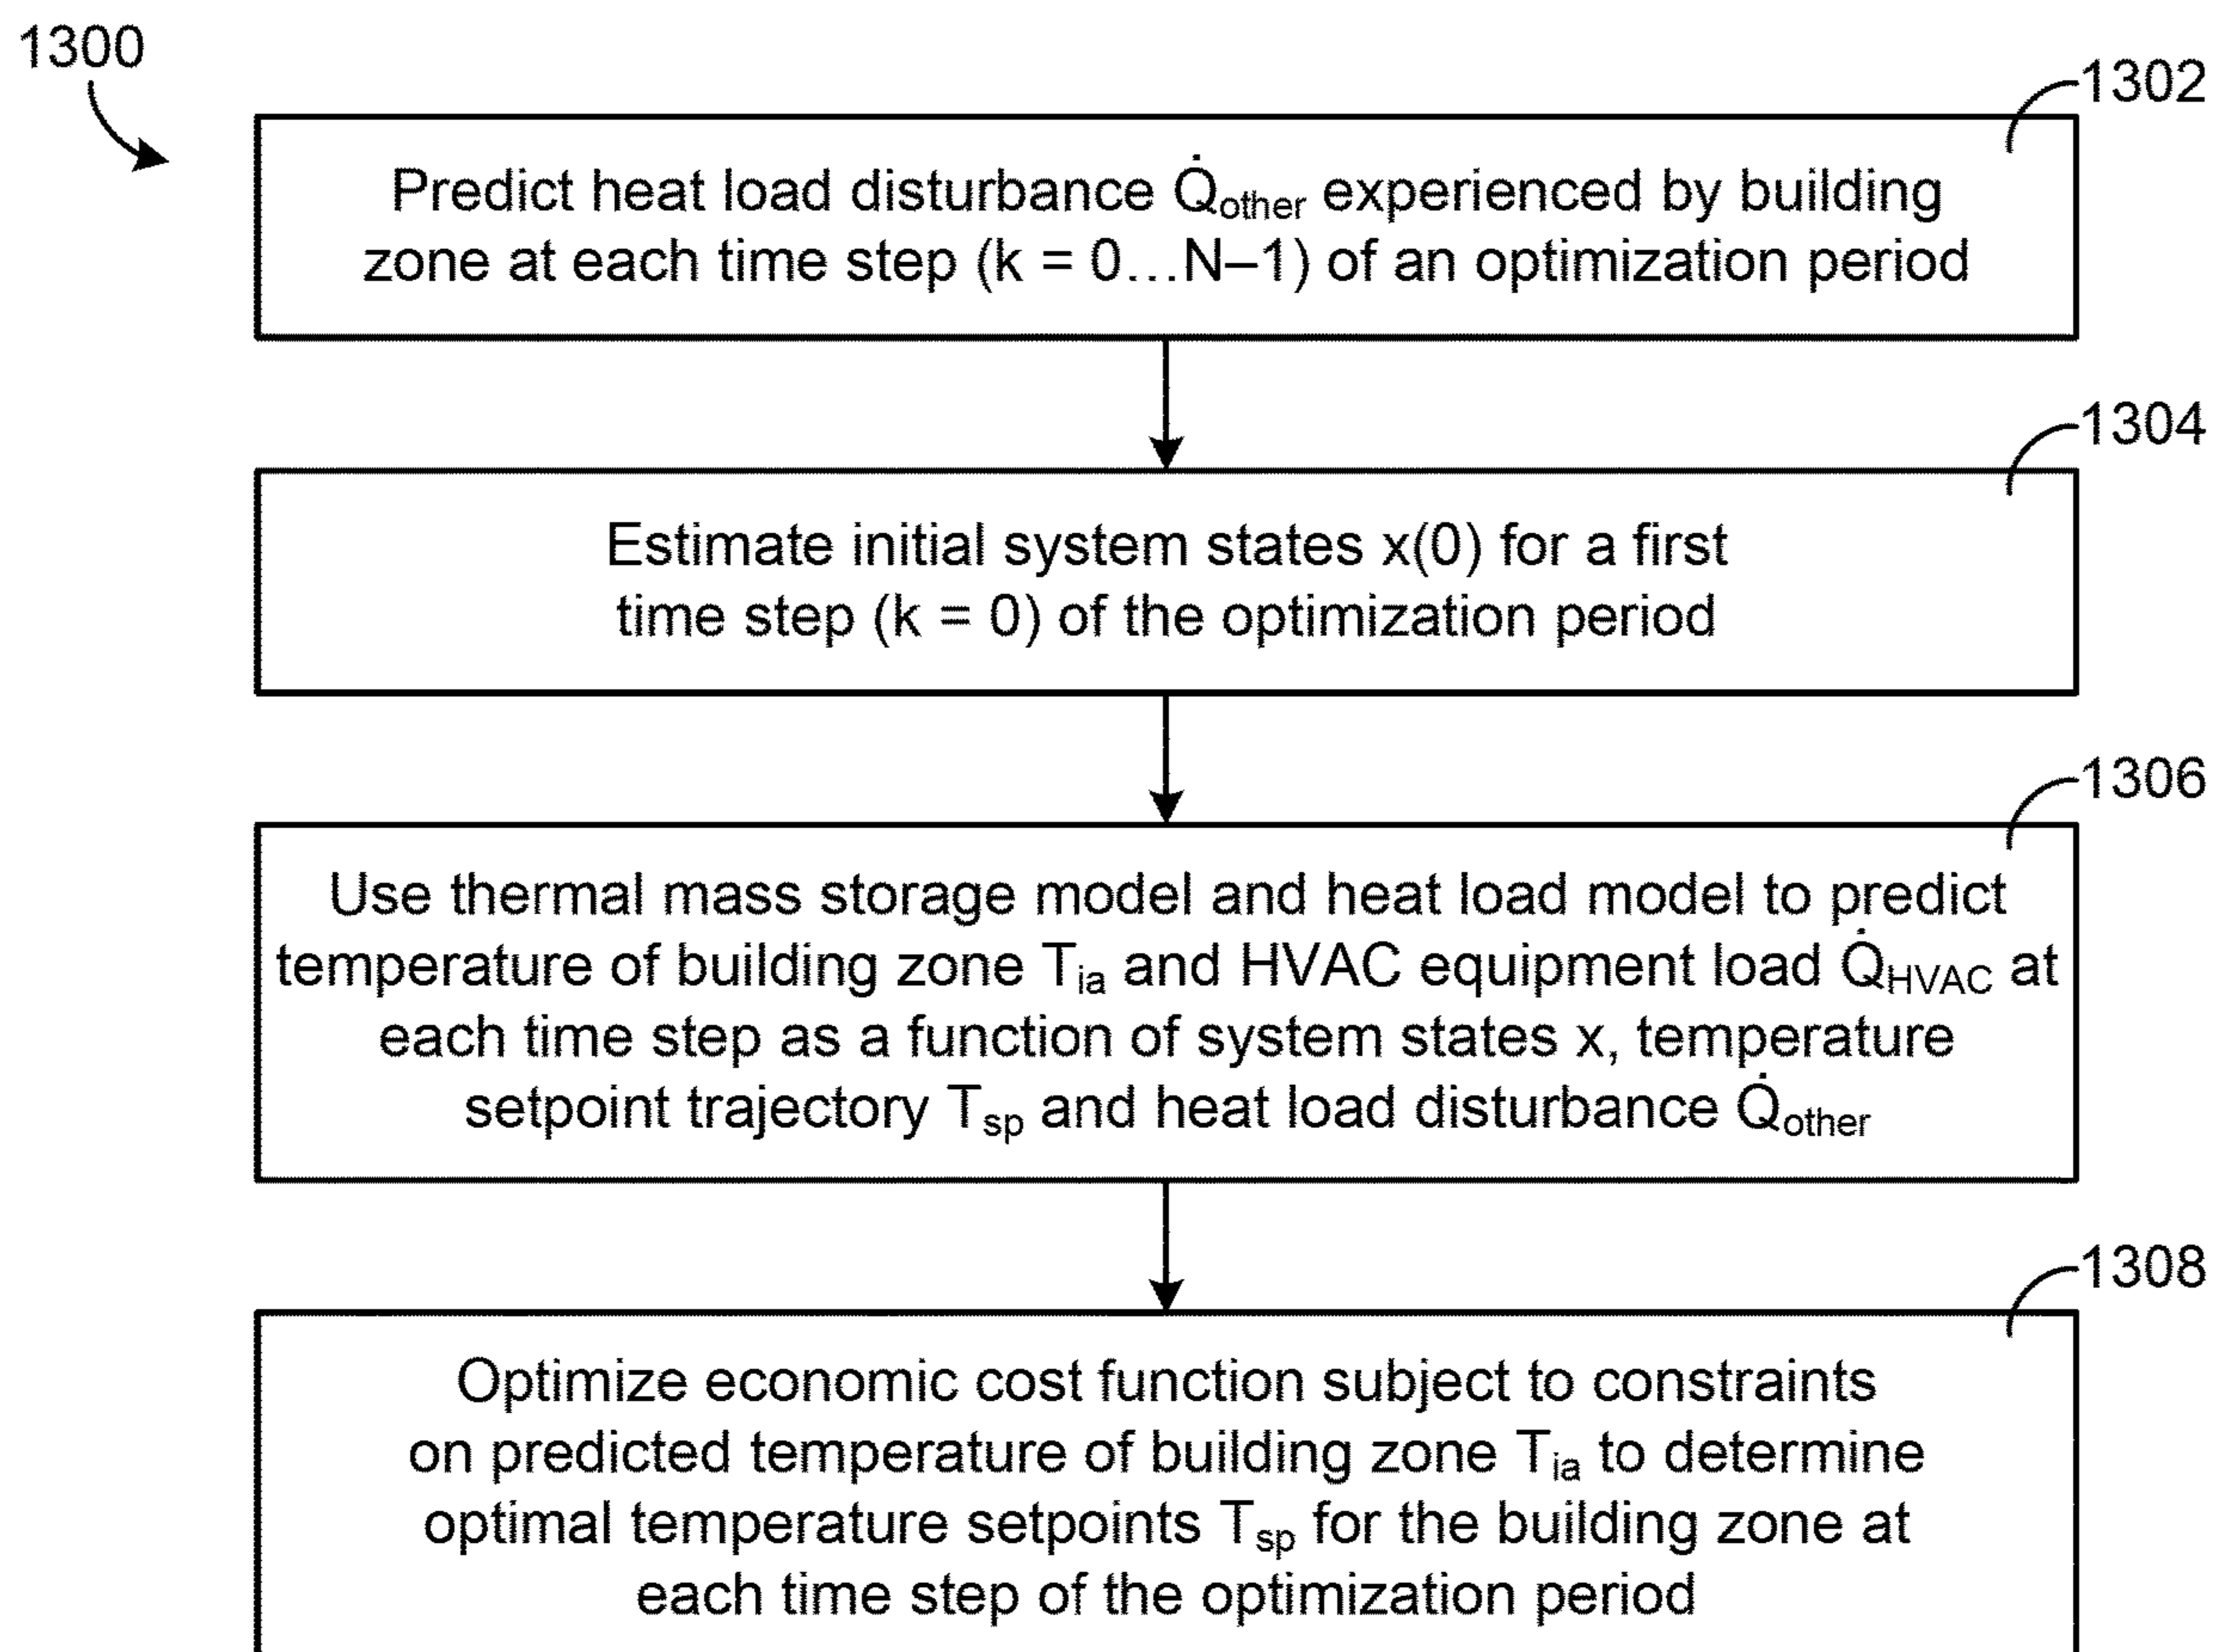 1300
1302
Predict heat load disturbance Q̇other experienced by building
zone at each time step (k = 0…N–1) of an optimization period
1304
Estimate initial system states x(0) for a first
time step (k = 0) of the optimization period
1306
Use thermal mass storage model and heat load model to predict
temperature of building zone Tia and HVAC equipment load Q̇HVAC at
each time step as a function of system states x, temperature
setpoint trajectory Tsp and heat load disturbance Q̇other
1308
Optimize economic cost function subject to constraints
on predicted temperature of building zone Tia to determine
optimal temperature setpoints Tsp for the building zone at
each time step of the optimization period